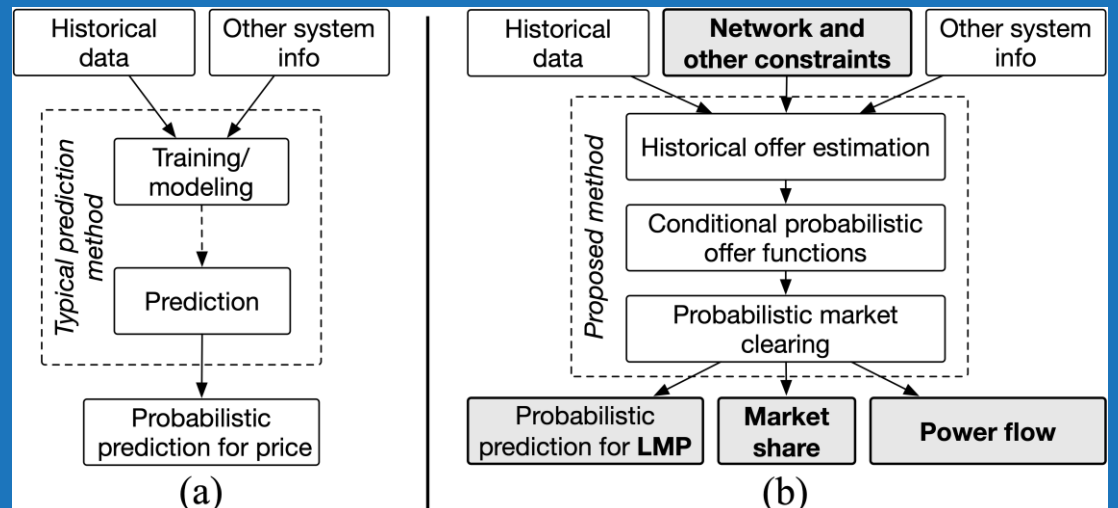 Historical
data
Other system
info
Typical prediction
method
Training/
modeling
Prediction
Probabilistic
prediction for price
(a)
Historical
data
Network and
other constraints
Other system
info
Proposed method
Historical offer estimation
Conditional probabilistic
offer functions
Probabilistic market
clearing
Probabilistic
prediction for LMP
Market
share
Power flow
(b)